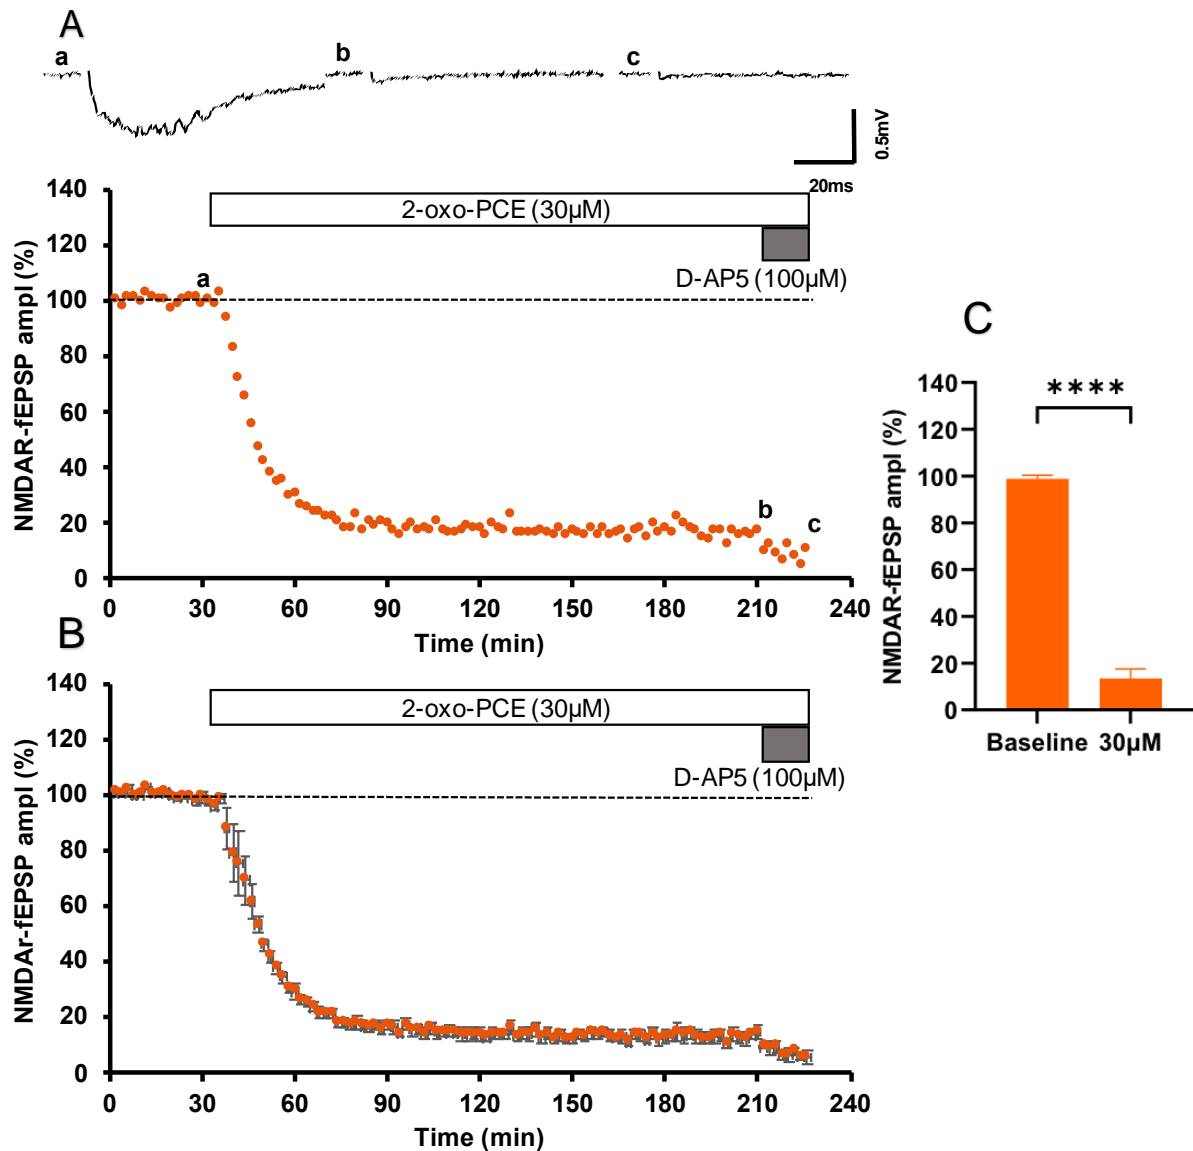 A
a
b
c
0.5mV
20ms
140
120
100
80
60
40
20
0
NMDAR-fEPSP ampl (%)
2-oxo-PCE (30µM)
D-AP5 (100µM)
a
b
c
0 30 60 90 120 150 180 210 240
Time (min)
B
140
120
100
80
60
40
20
0
NMDAr-fEPSP ampl (%)
2-oxo-PCE (30µM)
D-AP5 (100µM)
0 30 60 90 120 150 180 210 240
Time (min)
C
140
120
100
80
60
40
20
0
NMDAR-fEPSP ampl (%)
****
Baseline 30µM